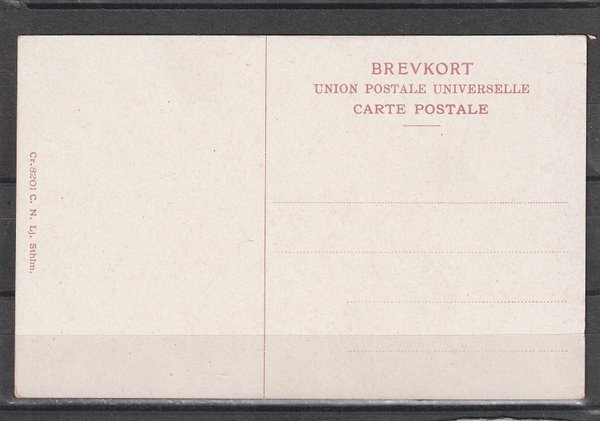 BREVKORT
UNION POSTALE UNIVERSELLE
CARTE POSTALE
Cr. 8201 C. N. Lj. Sthlm.